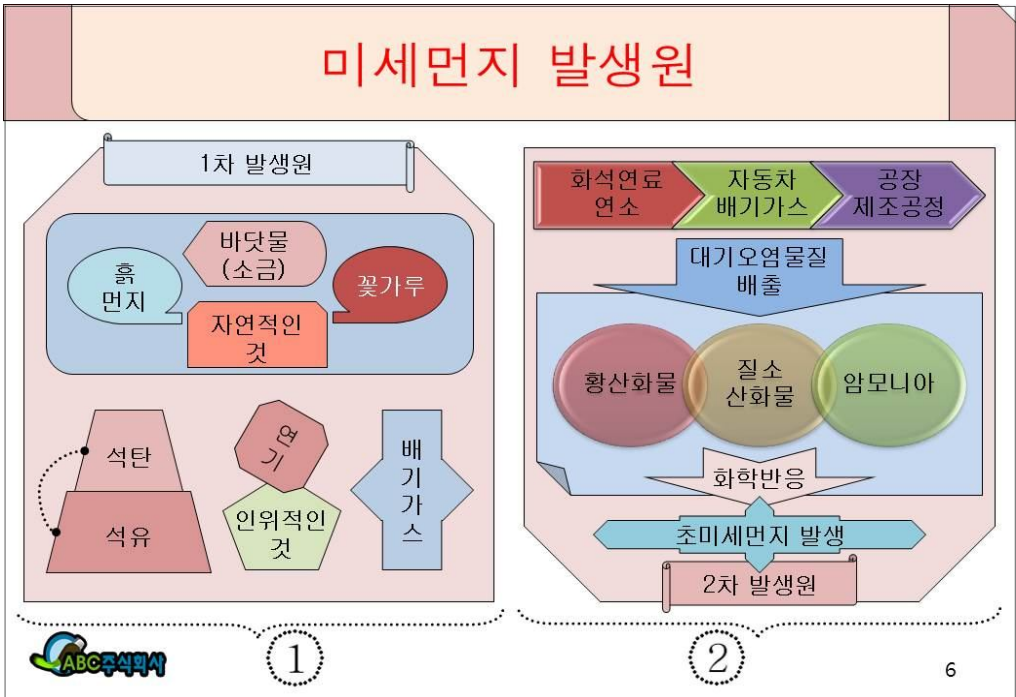 미세먼지 발생원
1차 발생원
흙
먼지
바닷물
(소금)
꽃가루
자연적인
것
석탄
석유
연
기
인위적인
것
배
기
가
스
①
화석연료
연소
자동차
배기가스
공장
제조공정
대기오염물질
배출
황산화물
질소
산화물
암모니아
화학반응
초미세먼지 발생
2차 발생원
②
ABC주식회사
6